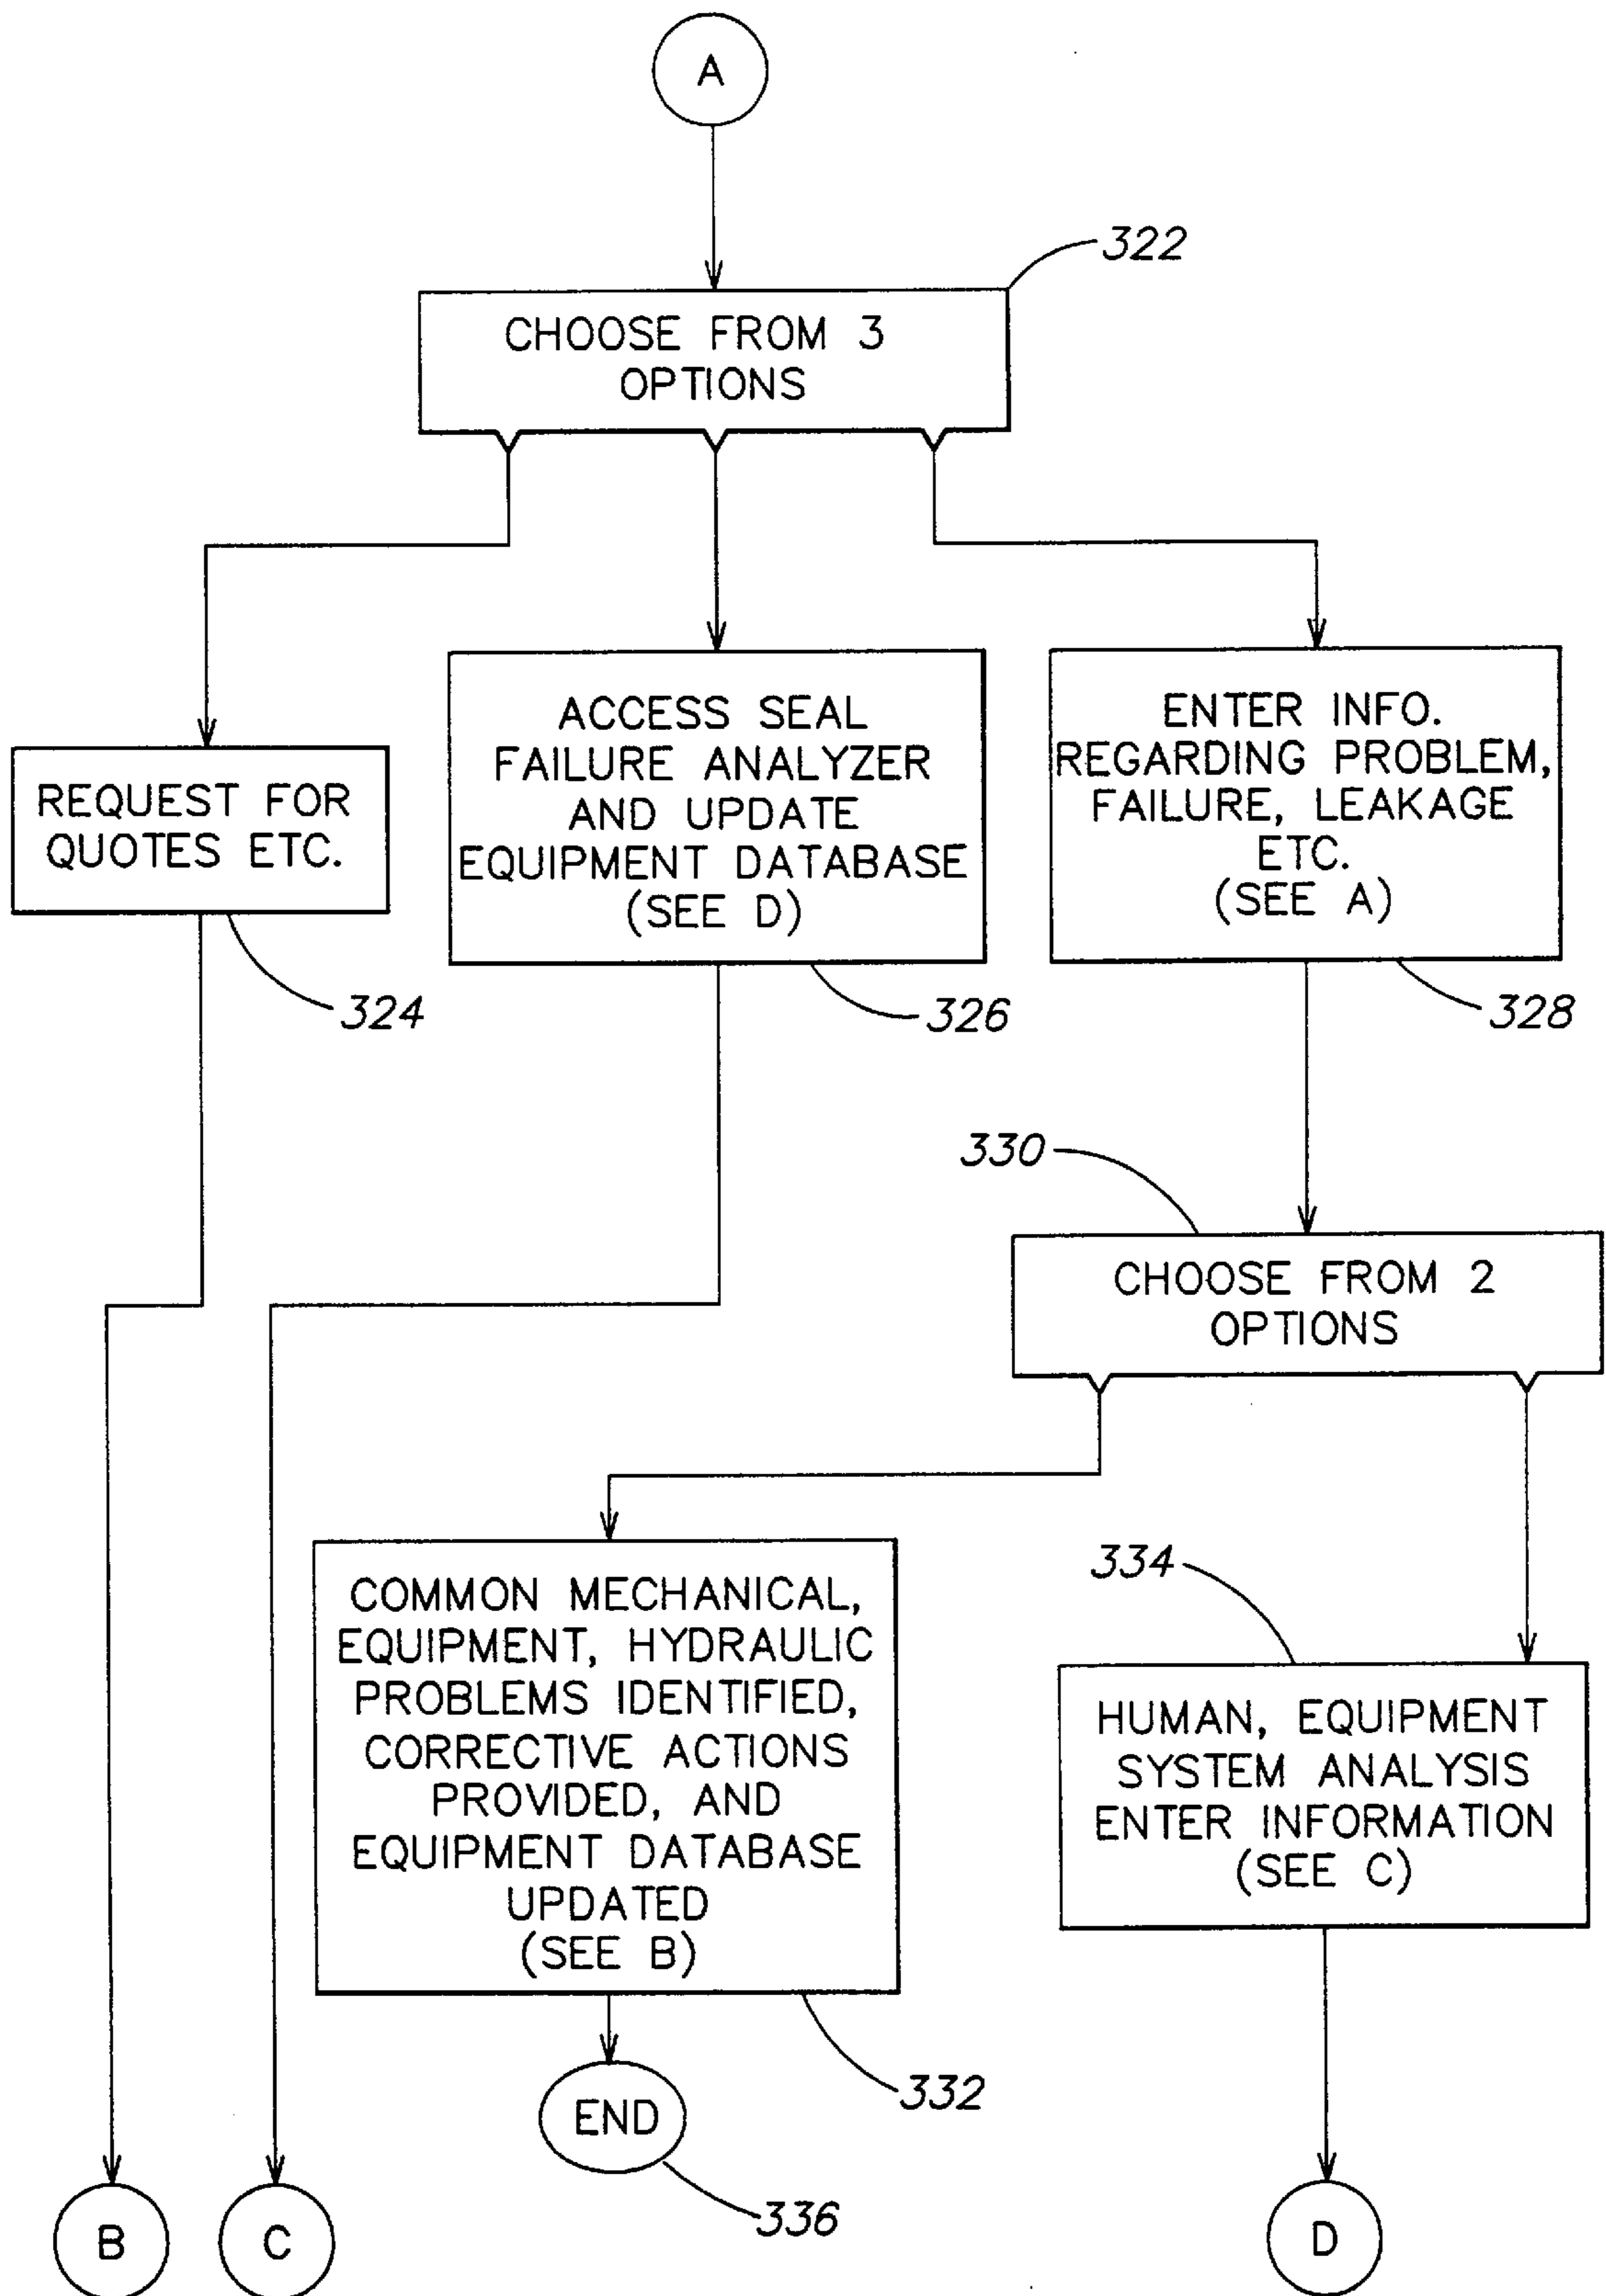 A
322
CHOOSE FROM 3
OPTIONS
REQUEST FOR
QUOTES ETC.
324
ACCESS SEAL
FAILURE ANALYZER
AND UPDATE
EQUIPMENT DATABASE
(SEE D)
326
ENTER INFO.
REGARDING PROBLEM,
FAILURE, LEAKAGE
ETC.
(SEE A)
328
330
CHOOSE FROM 2
OPTIONS
COMMON MECHANICAL,
EQUIPMENT, HYDRAULIC
PROBLEMS IDENTIFIED,
CORRECTIVE ACTIONS
PROVIDED, AND
EQUIPMENT DATABASE
UPDATED
(SEE B)
332
334
HUMAN, EQUIPMENT
SYSTEM ANALYSIS
ENTER INFORMATION
(SEE C)
END
336
B
C
D